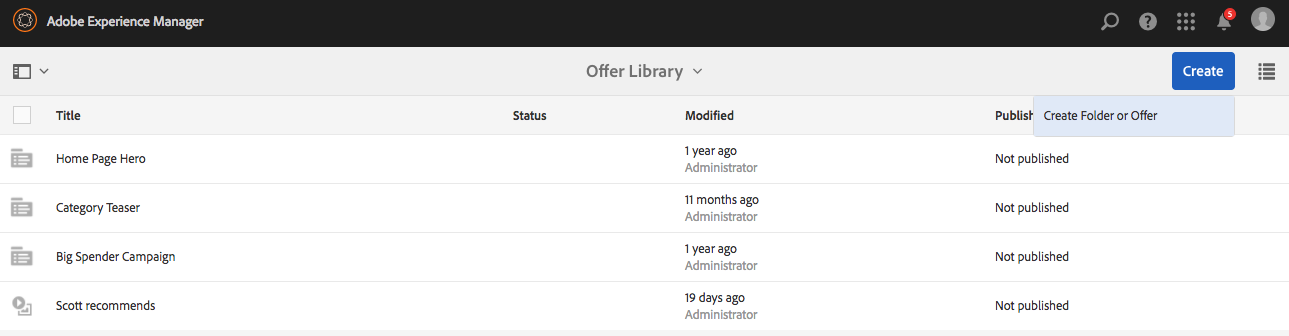 Adobe Experience Manager
5
Offer Library
Create
Title Status Modified Publish
Create Folder or Offer
Home Page Hero 1 year ago Not published
Administrator
Category Teaser 11 months ago Not published
Administrator
Big Spender Campaign 1 year ago Not published
Administrator
Scott recommends 19 days ago Not published
Administrator